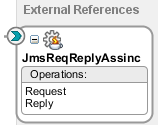 External References
JmsReqReplyAssinc
Operations:
Request
Reply